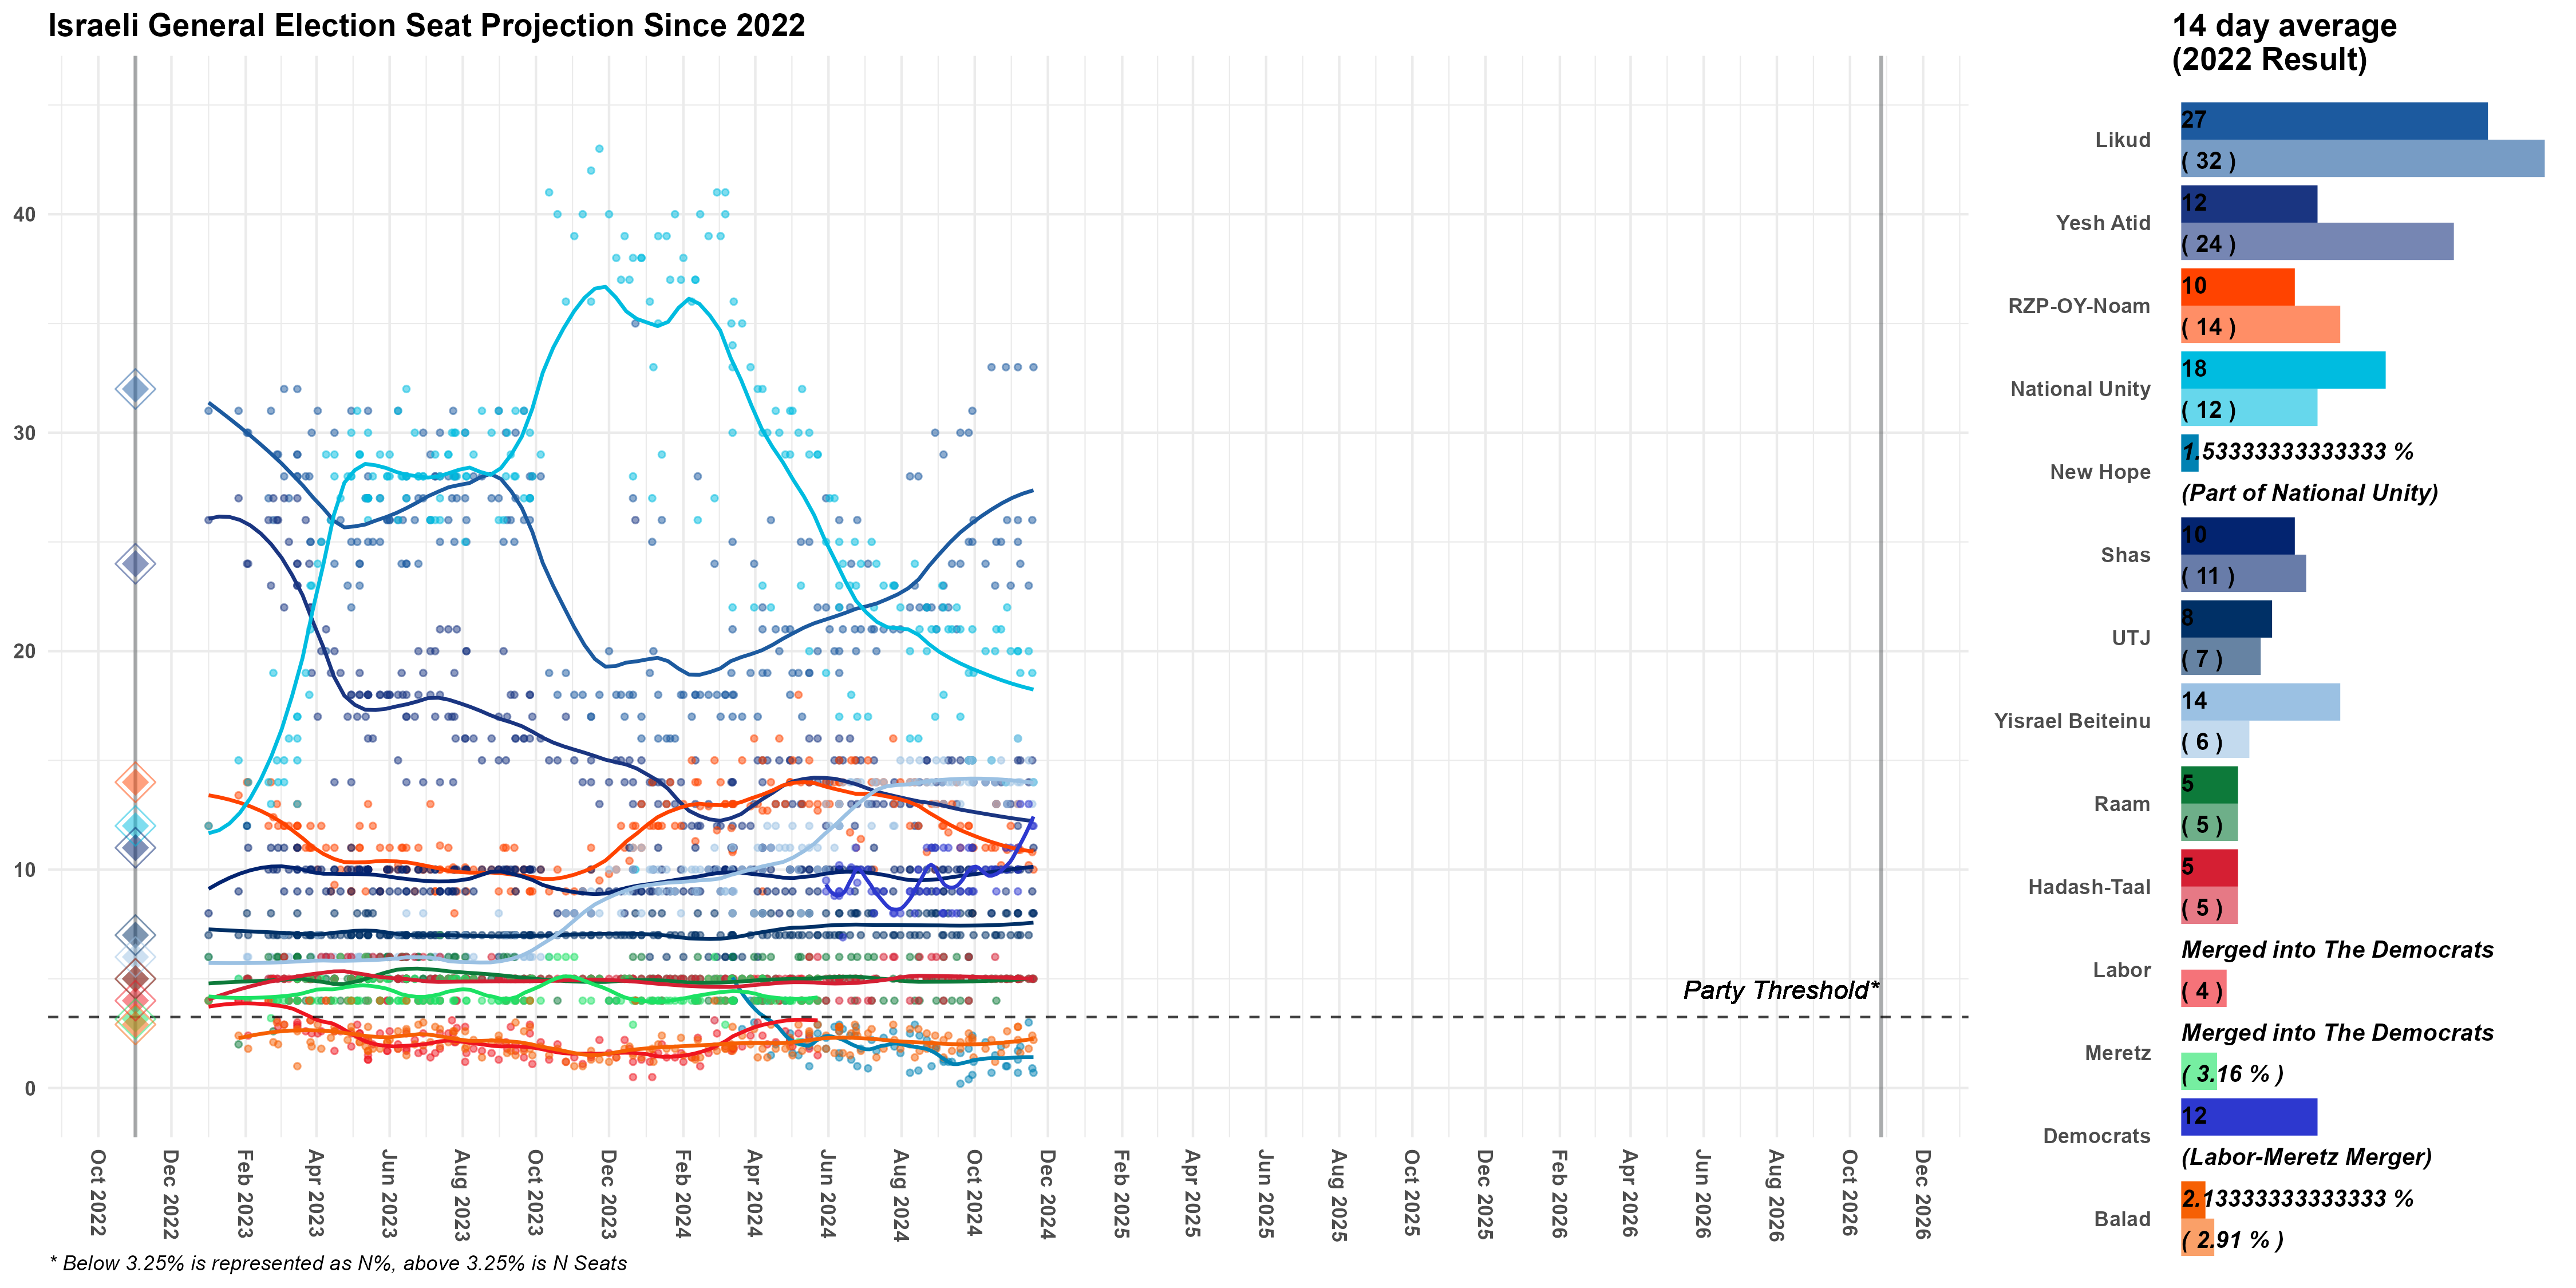 Israeli General Election Seat Projection Since 2022
14 day average
(2022 Result)
40
30
20
10
0
Party Threshold*
Oct 2022
Dec 2022
Feb 2023
Apr 2023
Jun 2023
Aug 2023
Oct 2023
Dec 2023
Feb 2024
Apr 2024
Jun 2024
Aug 2024
Oct 2024
Dec 2024
Feb 2025
Apr 2025
Jun 2025
Aug 2025
Oct 2025
Dec 2025
Feb 2026
Apr 2026
Jun 2026
Aug 2026
Oct 2026
Dec 2026
* Below 3.25% is represented as N%, above 3.25% is N Seats
Likud
27
( 32 )
Yesh Atid
12
( 24 )
RZP-OY-Noam
10
( 14 )
National Unity
18
( 12 )
New Hope
1.53333333333333 %
(Part of National Unity)
Shas
10
( 11 )
UTJ
8
( 7 )
Yisrael Beiteinu
14
( 6 )
Raam
5
( 5 )
Hadash-Taal
5
( 5 )
Labor
Merged into The Democrats
( 4 )
Meretz
Merged into The Democrats
( 3.16 % )
Democrats
12
(Labor-Meretz Merger)
Balad
2.13333333333333 %
( 2.91 % )